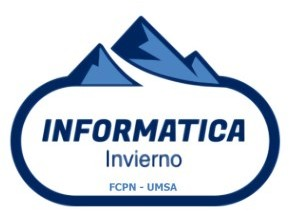 INFORMATICA
Invierno
FCPN - UMSA